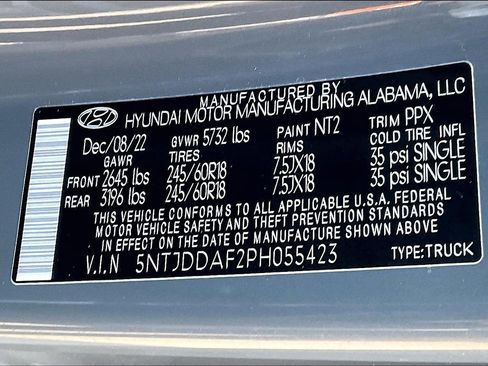 MANUFACTURED BY
HYUNDAI MOTOR MANUFACTURING ALABAMA, LLC
Dec/08/22 GVWR 5732 lbs PAINT NT2 TRIM PPX
GAWR TIRES RIMS COLD TIRE INFL
FRONT 2645 lbs 245/60R18 7.5JX18 35 psi SINGLE
REAR 3196 lbs 245/60R18 7.5JX18 35 psi SINGLE
THIS VEHICLE CONFORMS TO ALL APPLICABLE U.S.A. FEDERAL
MOTOR VEHICLE SAFETY AND THEFT PREVENTION STANDARDS
IN EFFECT ON THE DATE OF MANUFACTURE SHOWN ABOVE
V.I.N 5NTJDDAF2PH055423 TYPE: TRUCK